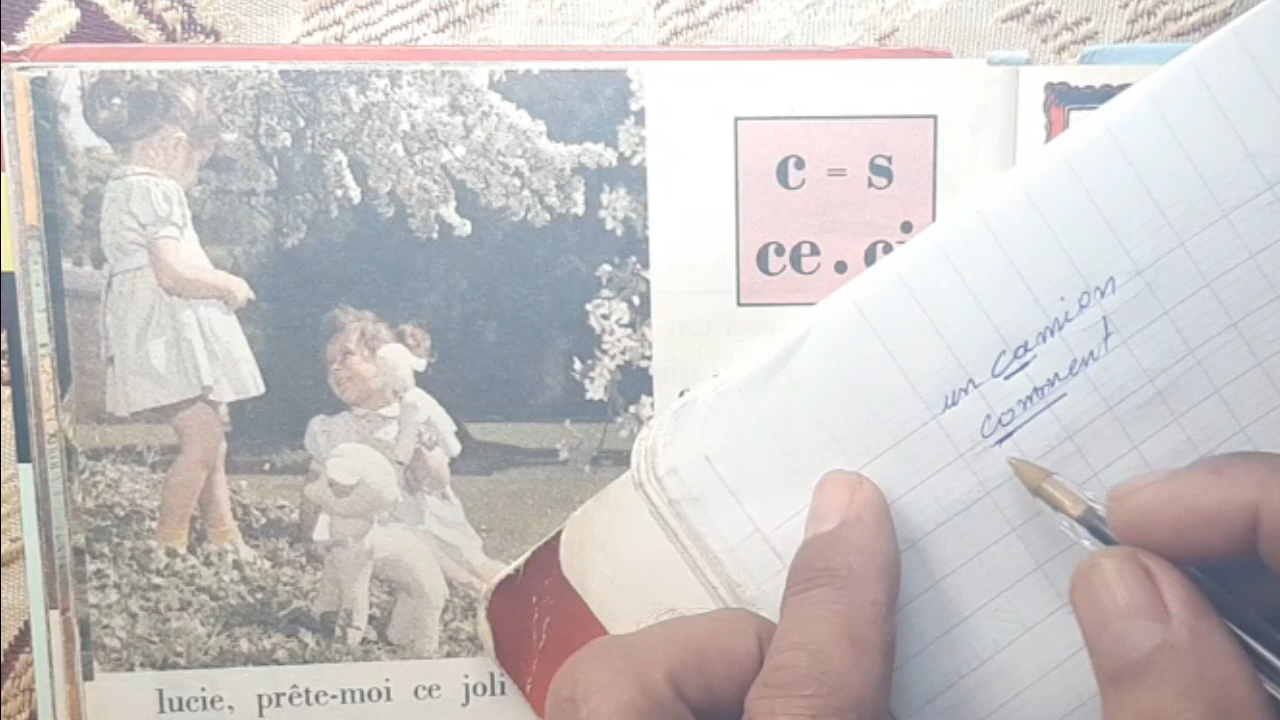 c = s
ce . ci
un camion
comment
lucie, prête-moi ce joli